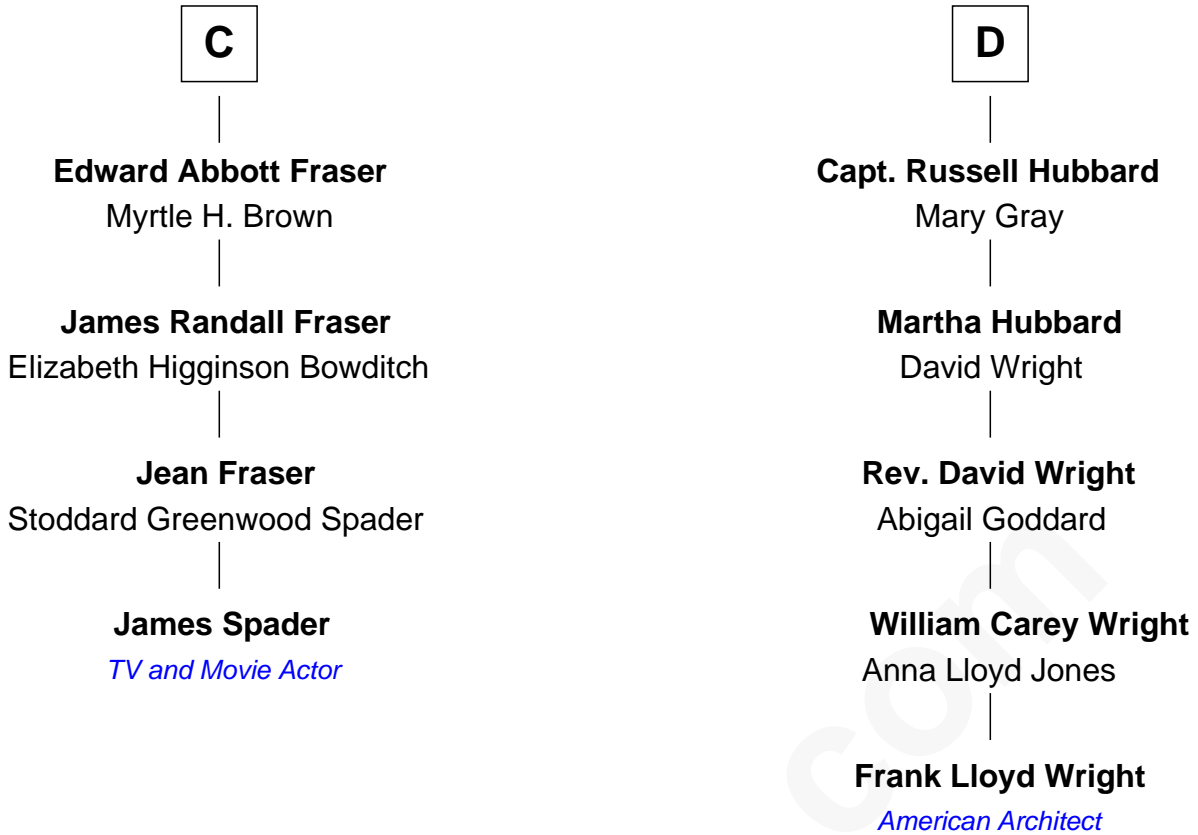 C
Edward Abbott Fraser
Myrtle H. Brown
James Randall Fraser
Elizabeth Higginson Bowditch
Jean Fraser
Stoddard Greenwood Spader
James Spader
TV and Movie Actor
D
Capt. Russell Hubbard
Mary Gray
Martha Hubbard
David Wright
Rev. David Wright
Abigail Goddard
William Carey Wright
Anna Lloyd Jones
Frank Lloyd Wright
American Architect
com